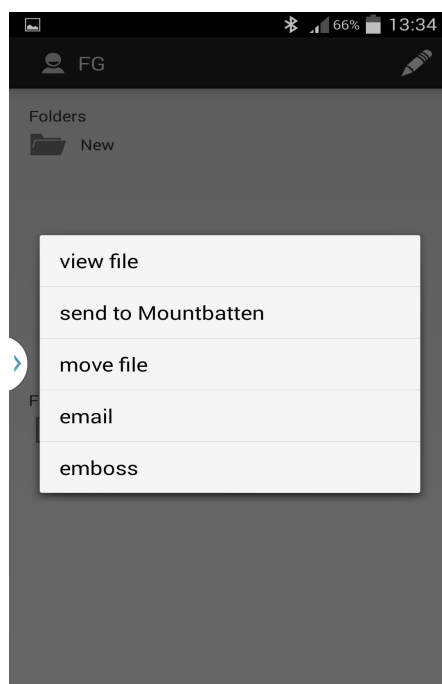 66% 13:34
FG
Folders
New
view file
send to Mountbatten
move file
F
email
emboss